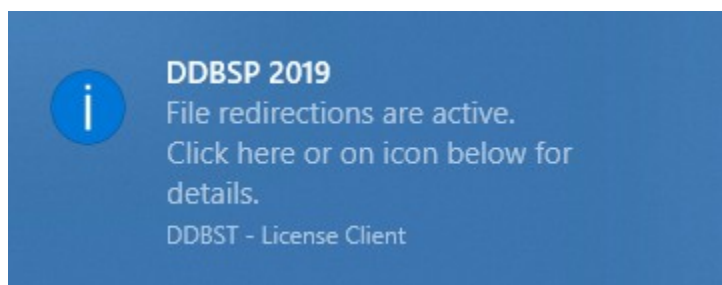 DDBSP 2019
File redirections are active.
Click here or on icon below for
details.
DDBST - License Client